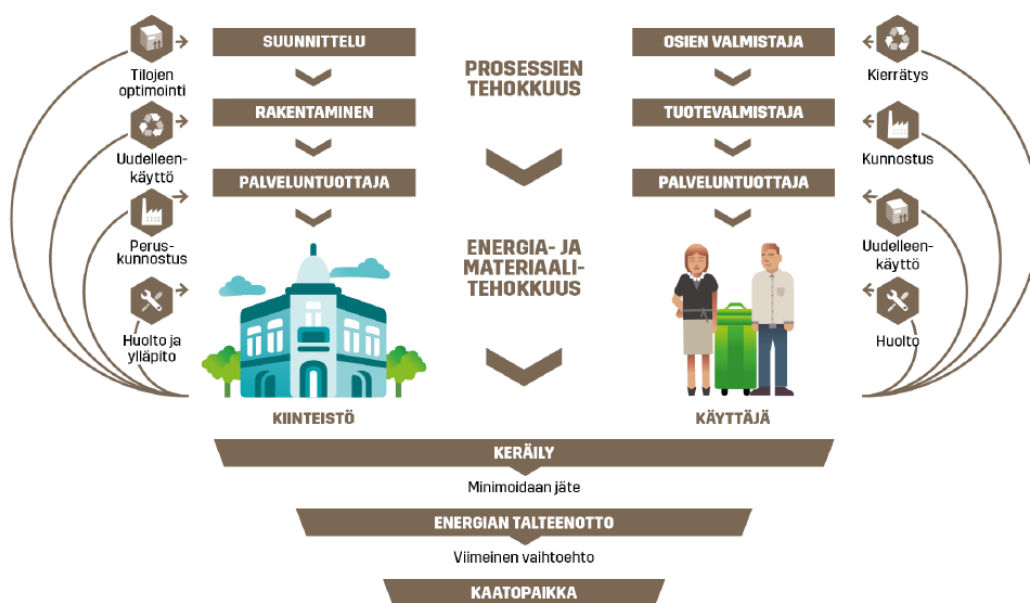 SUUNNITTELU
RAKENTAMINEN
PALVELUNTUOTTAJA
Tilojen
optimointi
Uudelleen-
käyttö
Perus-
kunnostus
Huolto ja
ylläpito
KIINTEISTÖ
PROSESSIEN
TEHOKKUUS
ENERGIA- JA
MATERIAALI-
TEHOKKUUS
OSIEN VALMISTAJA
TUOTEVALMISTAJA
PALVELUNTUOTTAJA
Kierrätys
Kunnostus
Uudelleen-
käyttö
Huolto
KÄYTTÄJÄ
KERÄILY
Minimoidaan jäte
ENERGIAN TALTEENOTTO
Viimeinen vaihtoehto
KAATOPAIKKA